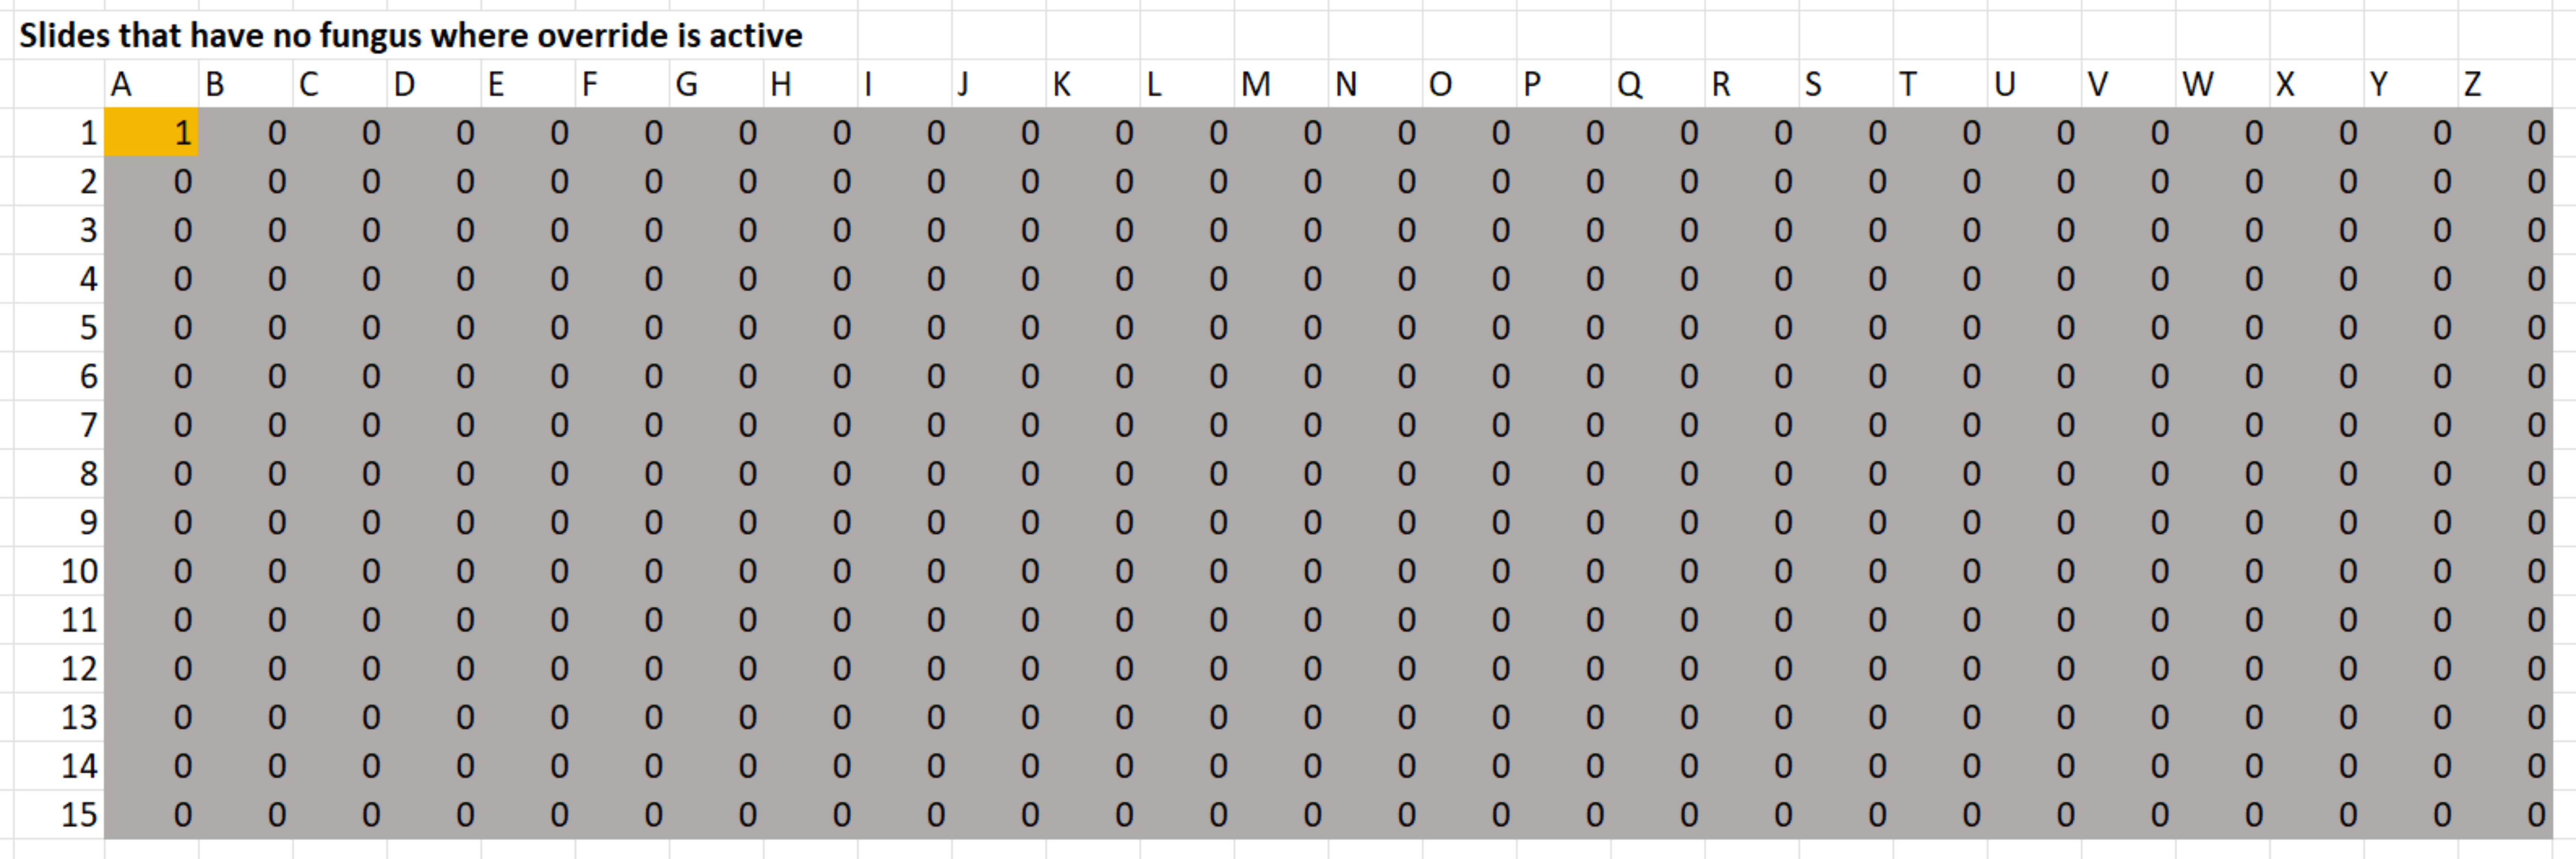 Slides that have no fungus where override is active
A B C D E F G H I J K L M N O P Q R S T U V W X Y Z
1 1 0 0 0 0 0 0 0 0 0 0 0 0 0 0 0 0 0 0 0 0 0 0 0 0 0
2 0 0 0 0 0 0 0 0 0 0 0 0 0 0 0 0 0 0 0 0 0 0 0 0 0 0
3 0 0 0 0 0 0 0 0 0 0 0 0 0 0 0 0 0 0 0 0 0 0 0 0 0 0
4 0 0 0 0 0 0 0 0 0 0 0 0 0 0 0 0 0 0 0 0 0 0 0 0 0 0
5 0 0 0 0 0 0 0 0 0 0 0 0 0 0 0 0 0 0 0 0 0 0 0 0 0 0
6 0 0 0 0 0 0 0 0 0 0 0 0 0 0 0 0 0 0 0 0 0 0 0 0 0 0
7 0 0 0 0 0 0 0 0 0 0 0 0 0 0 0 0 0 0 0 0 0 0 0 0 0 0
8 0 0 0 0 0 0 0 0 0 0 0 0 0 0 0 0 0 0 0 0 0 0 0 0 0 0
9 0 0 0 0 0 0 0 0 0 0 0 0 0 0 0 0 0 0 0 0 0 0 0 0 0 0
10 0 0 0 0 0 0 0 0 0 0 0 0 0 0 0 0 0 0 0 0 0 0 0 0 0 0
11 0 0 0 0 0 0 0 0 0 0 0 0 0 0 0 0 0 0 0 0 0 0 0 0 0 0
12 0 0 0 0 0 0 0 0 0 0 0 0 0 0 0 0 0 0 0 0 0 0 0 0 0 0
13 0 0 0 0 0 0 0 0 0 0 0 0 0 0 0 0 0 0 0 0 0 0 0 0 0 0
14 0 0 0 0 0 0 0 0 0 0 0 0 0 0 0 0 0 0 0 0 0 0 0 0 0 0
15 0 0 0 0 0 0 0 0 0 0 0 0 0 0 0 0 0 0 0 0 0 0 0 0 0 0